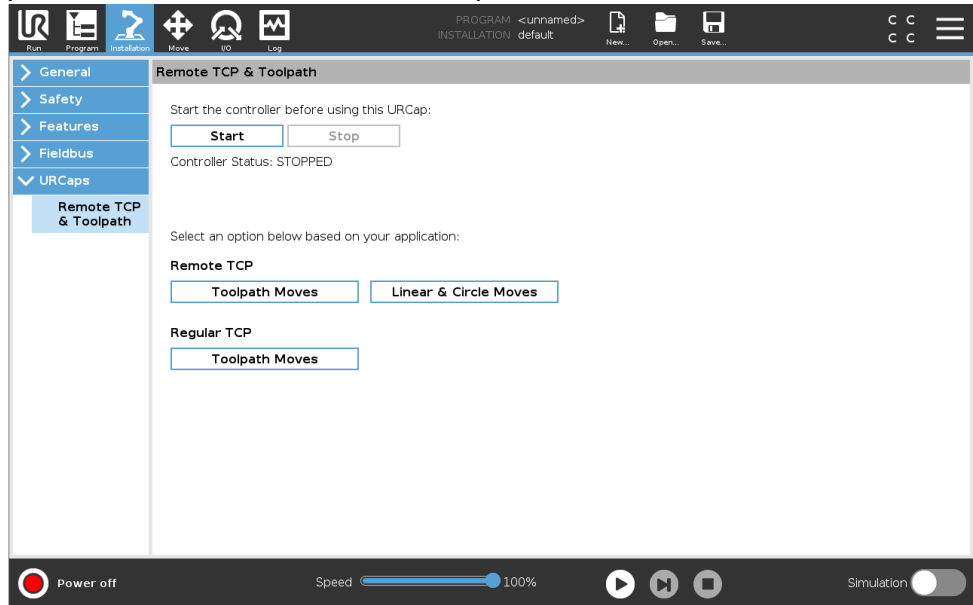 PROGRAM <unnamed>
INSTALLATION default
C C
C C
Run
Program
Installation
Move
I/O
Log
New...
Open...
Save...
General
Safety
Features
Fieldbus
URCaps
Remote TCP
& Toolpath
Remote TCP & Toolpath
Start the controller before using this URCap:
Start
Stop
Controller Status: STOPPED
Select an option below based on your application:
Remote TCP
Toolpath Moves
Linear & Circle Moves
Regular TCP
Toolpath Moves
Power off
Speed
100%
Simulation